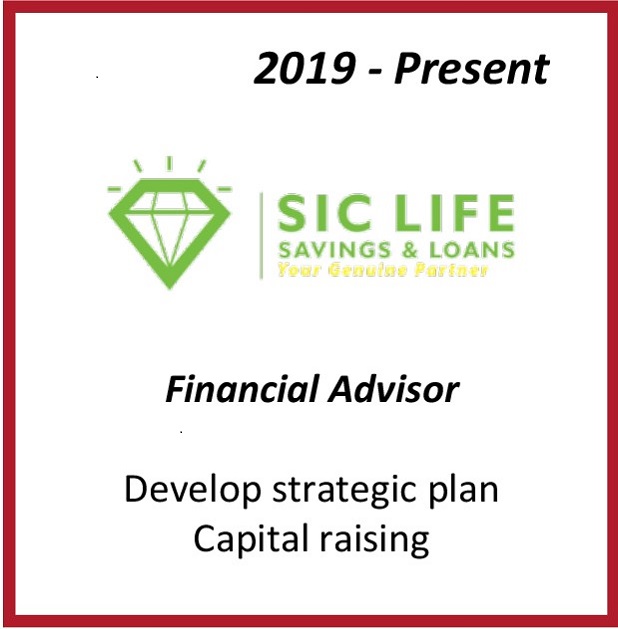 2019 - Present
SIC LIFE
SAVINGS & LOANS
Your Genuine Partner
Financial Advisor
Develop strategic plan
Capital raising